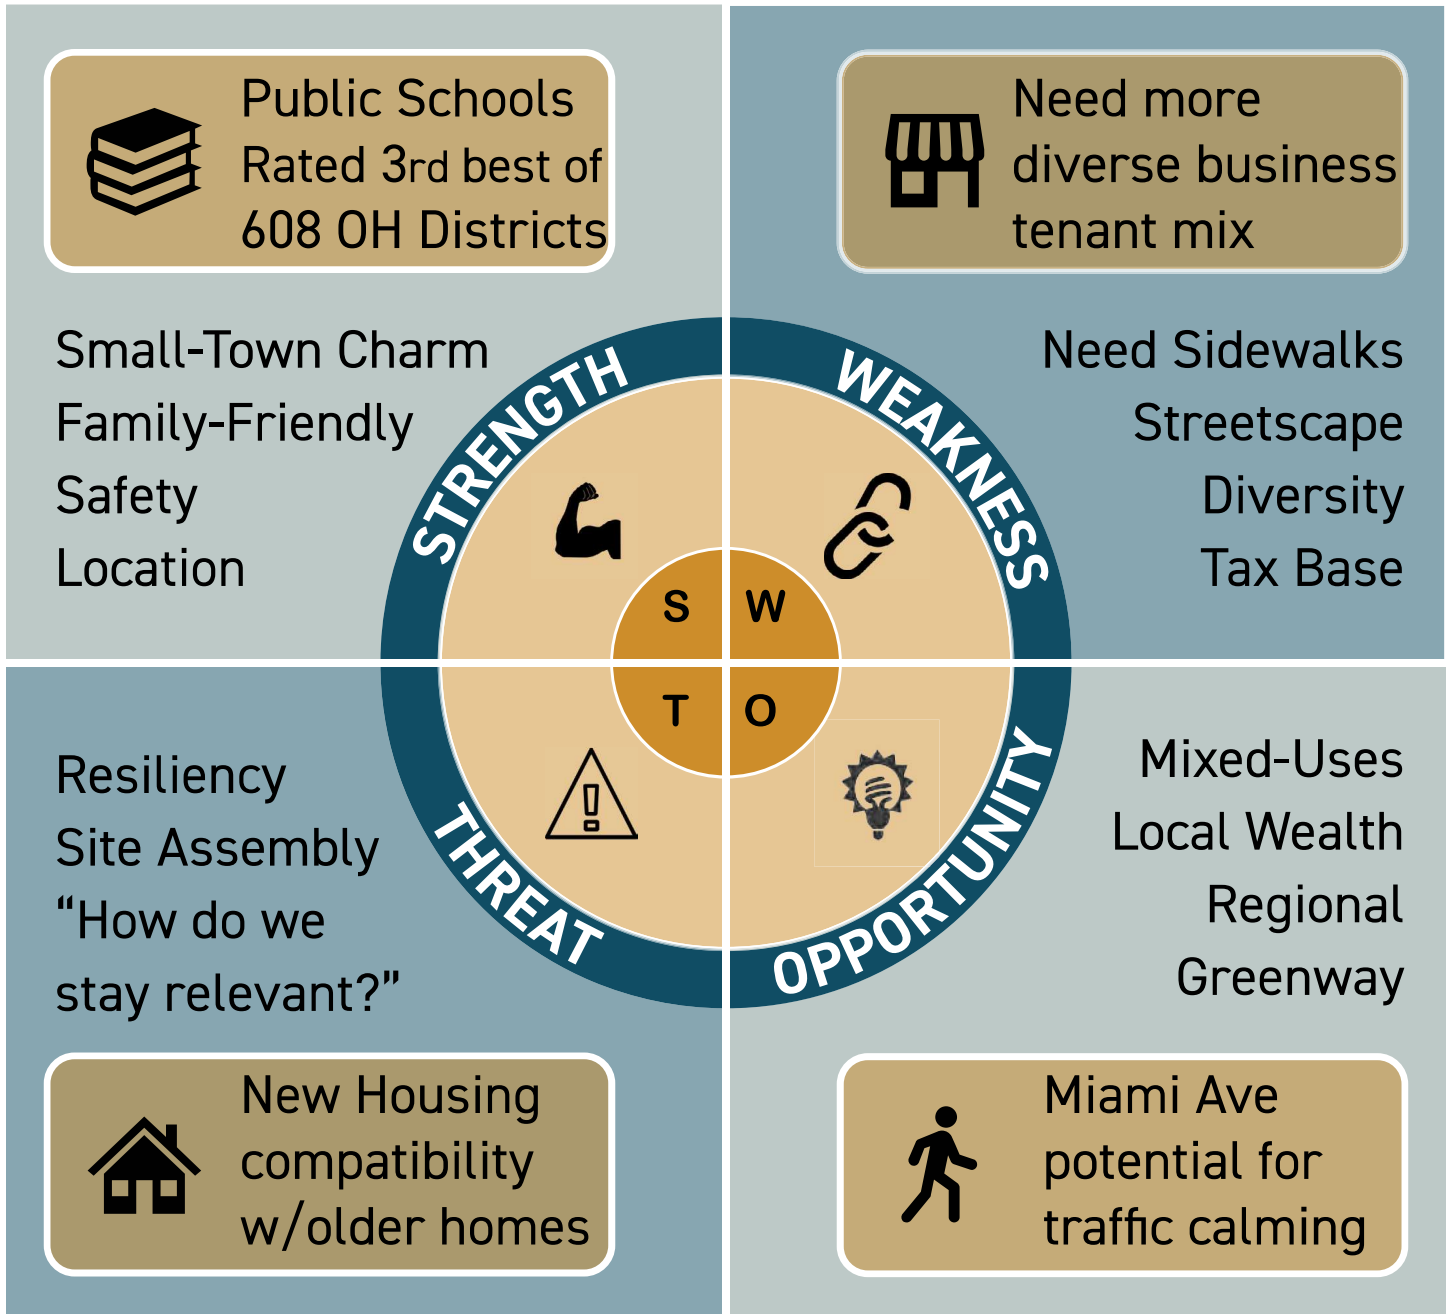 Public Schools
Rated 3rd best of
608 OH Districts
Small-Town Charm
Family-Friendly
Safety
Location
STRENGTH
S
Need more
diverse business
tenant mix
Need Sidewalks
Streetscape
Diversity
Tax Base
WEAKNESS
W
Resiliency
Site Assembly
“How do we
stay relevant?”
THREAT
T
New Housing
compatibility
w/older homes
Mixed-Uses
Local Wealth
Regional
Greenway
OPPORTUNITY
O
Miami Ave
potential for
traffic calming